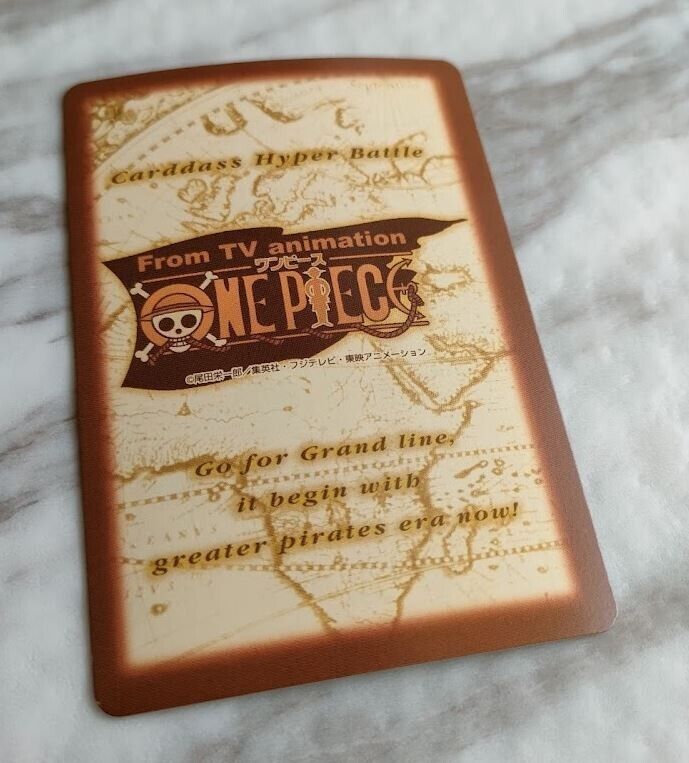 Carddass Hyper Battle
From TV animation
ワンピース
ONE PIECE
©尾田栄一郎/集英社・フジテレビ・東映アニメーション
Go for Grand line,
it begin with
greater pirates era now!